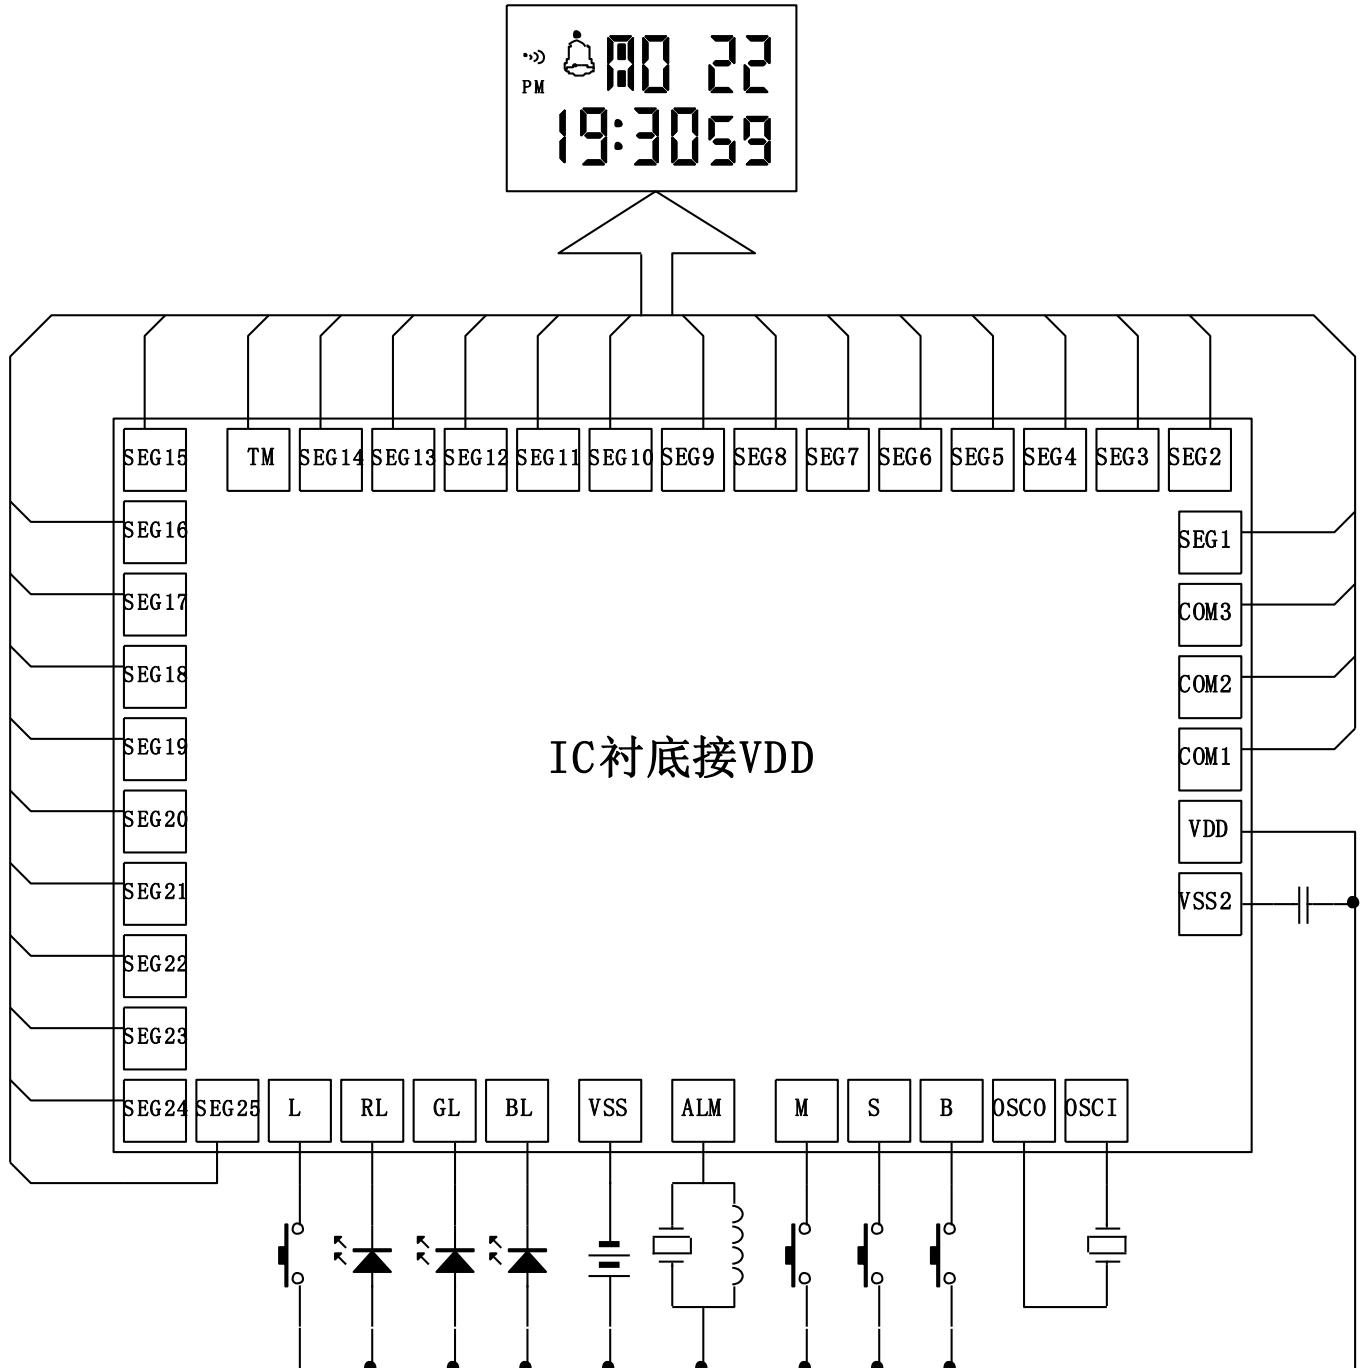 AO 22
PM
19:3059
SEG15 TM SEG14 SEG13 SEG12 SEG11 SEG10 SEG9 SEG8 SEG7 SEG6 SEG5 SEG4 SEG3 SEG2
SEG16
SEG1
SEG17
COM3
SEG18
COM2
SEG19
IC衬底接VDD
COM1
SEG20
VDD
SEG21
VSS2
SEG22
SEG23
SEG24 SEG25 L RL GL BL VSS ALM M S B OSCO OSCI